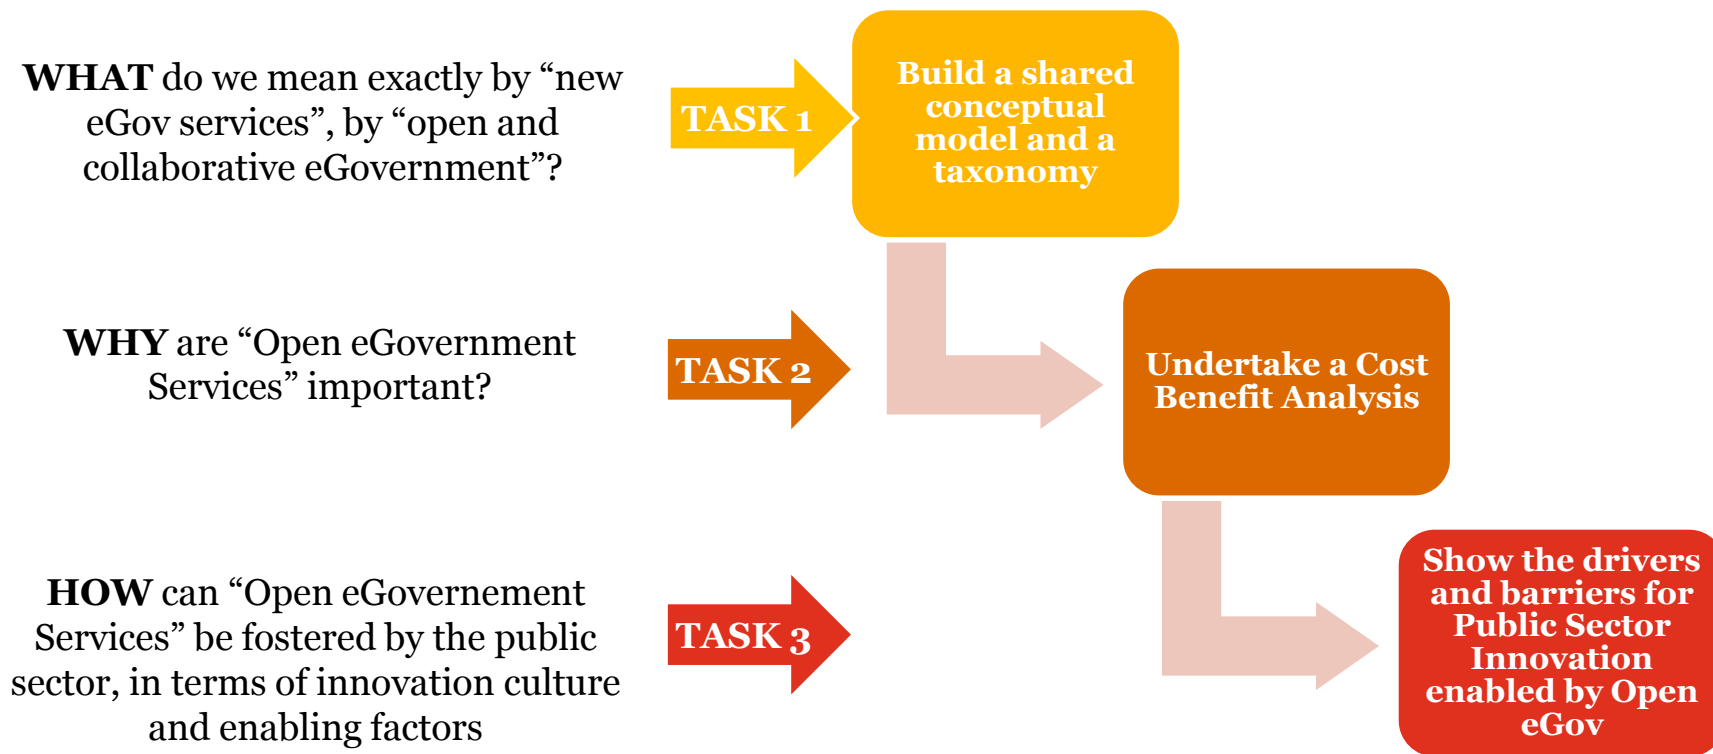 WHAT do we mean exactly by “new
eGov services”, by “open and
collaborative eGovernment”?
TASK 1
Build a shared
conceptual
model and a
taxonomy
WHY are “Open eGovernment
Services” important?
TASK 2
Undertake a Cost
Benefit Analysis
HOW can “Open eGovernement
Services” be fostered by the public
sector, in terms of innovation culture
and enabling factors
TASK 3
Show the drivers
and barriers for
Public Sector
Innovation
enabled by Open
eGov